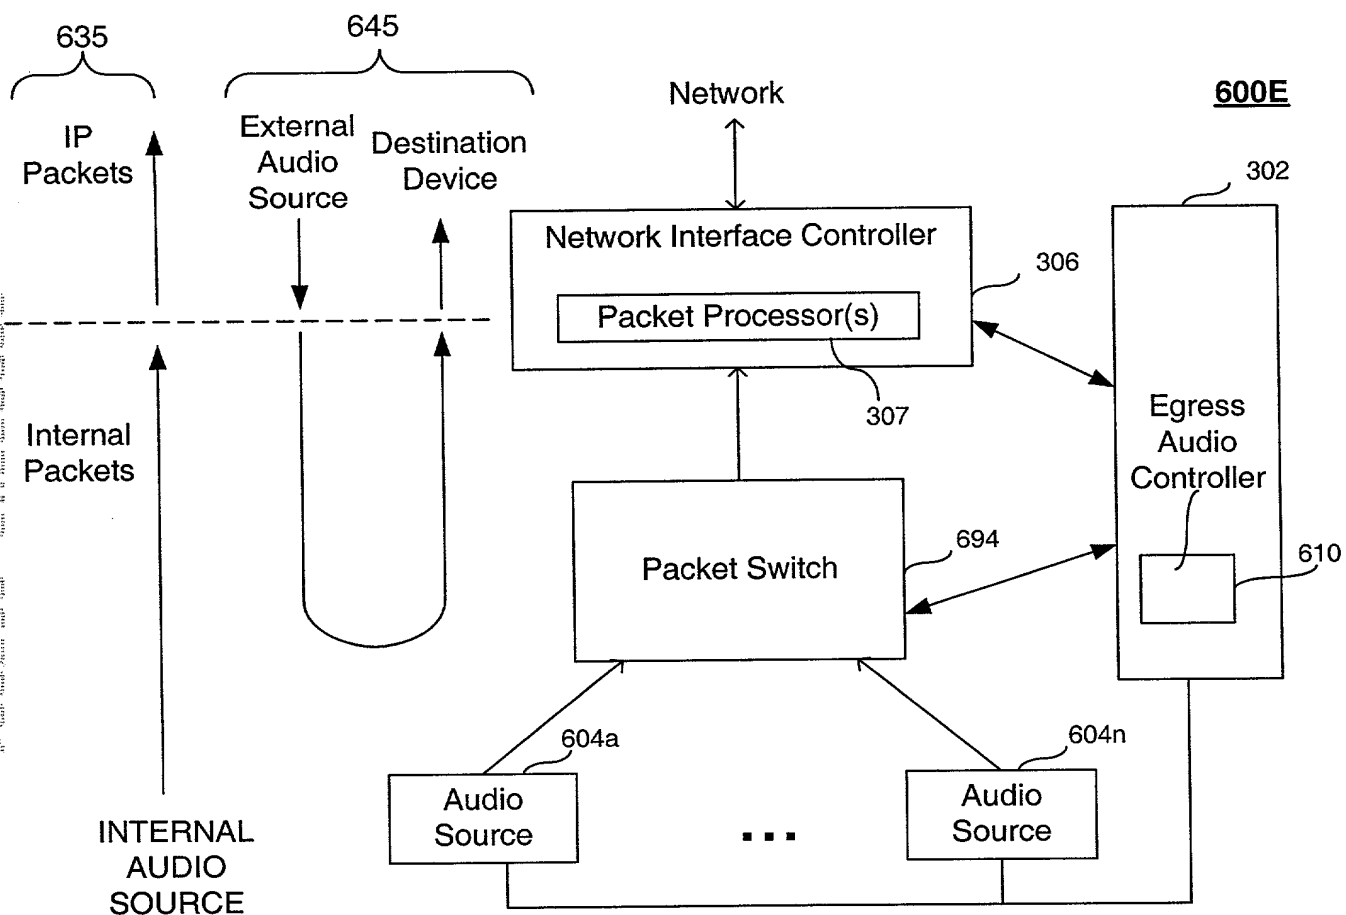 635
645
600E
Network
IP
Packets
External
Audio
Source
Destination
Device
302
Network Interface Controller
306
Packet Processor(s)
307
Internal
Packets
Egress
Audio
Controller
694
Packet Switch
610
604a
604n
Audio
Source
...
Audio
Source
INTERNAL
AUDIO
SOURCE